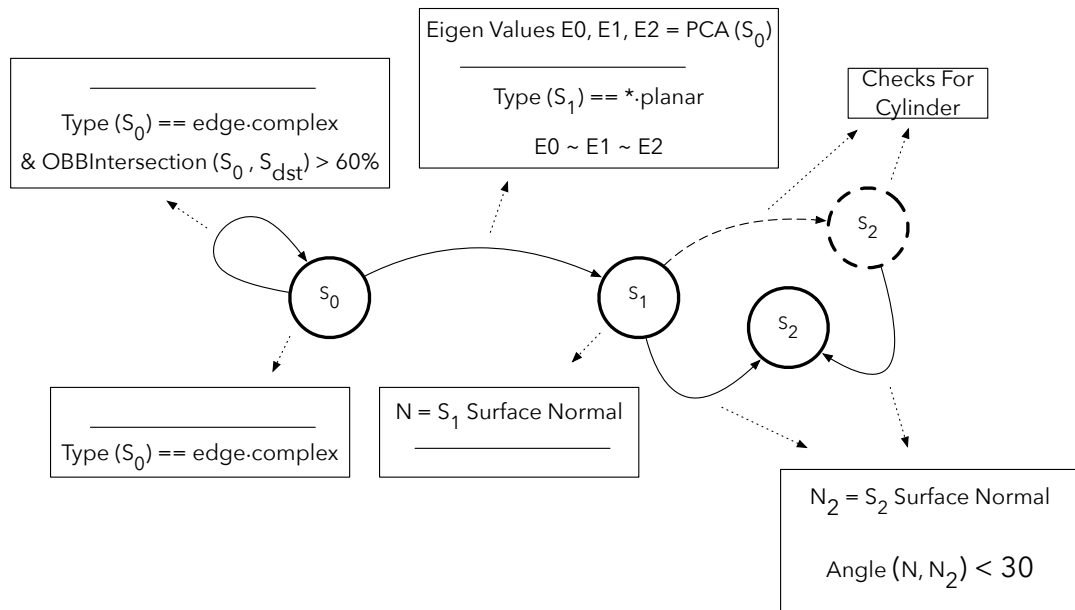 Eigen Values E0, E1, E2 = PCA (S₀)
Type (S₁) == *·planar
E0 ~ E1 ~ E2
Type (S₀) == edge·complex
& OBBIntersection (S₀ , S_dst) > 60%
Checks For
Cylinder
S₂
S₀
S₁
S₂
Type (S₀) == edge·complex
N = S₁ Surface Normal
N₂ = S₂ Surface Normal
Angle (N, N₂) < 30